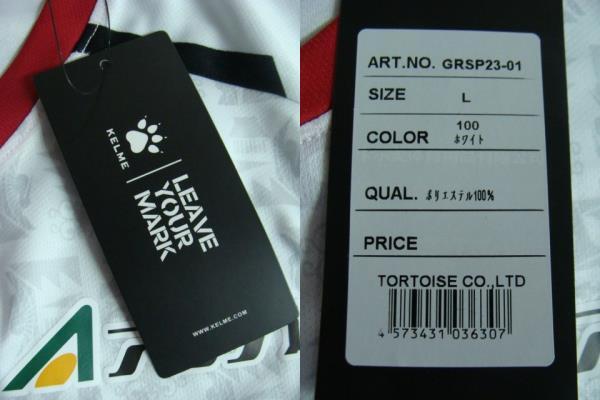 KELME
LEAVE
YOUR
MARK
WWW.KELME.COM
ART.NO. GRSP23-01
SIZE L
COLOR 100
ホワイト
QUAL. ポリエステル100%
PRICE
TORTOISE CO.,LTD
4 573431 036307